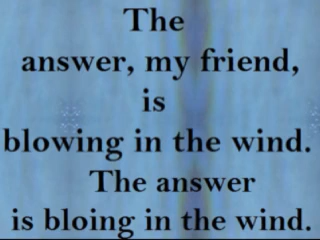 The
answer, my friend,
is
blowing in the wind.
The answer
is bloing in the wind.